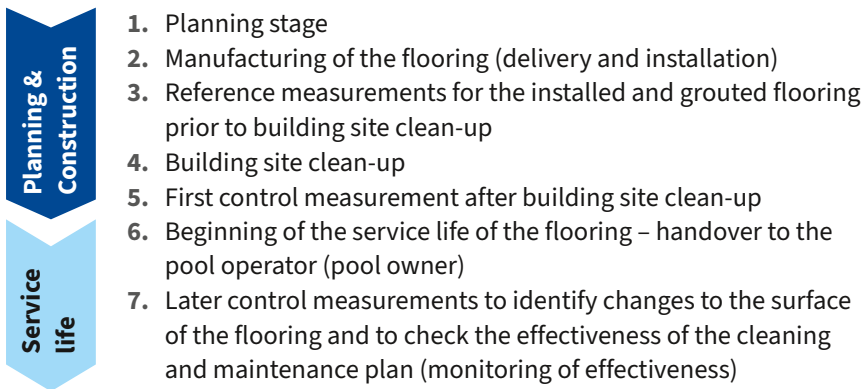 Planning &
Construction
1. Planning stage
2. Manufacturing of the flooring (delivery and installation)
3. Reference measurements for the installed and grouted flooring
prior to building site clean-up
4. Building site clean-up
5. First control measurement after building site clean-up
Service
life
6. Beginning of the service life of the flooring – handover to the
pool operator (pool owner)
7. Later control measurements to identify changes to the surface
of the flooring and to check the effectiveness of the cleaning
and maintenance plan (monitoring of effectiveness)